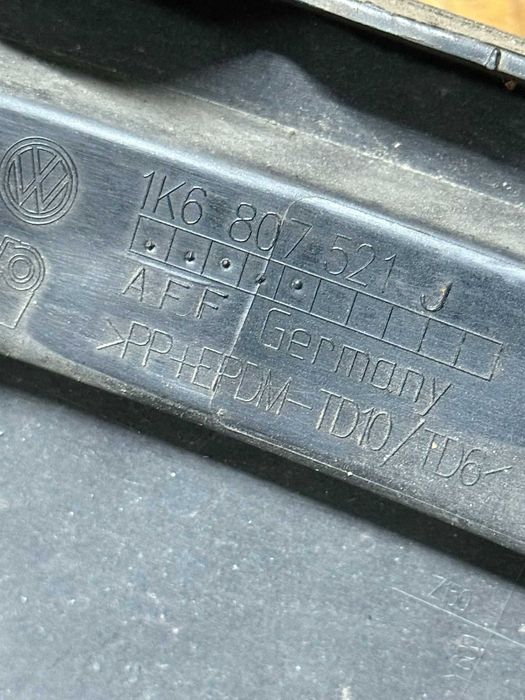 1K6 807 521 J
AFF Germany
>PP+EPDM-TD10/TD6<